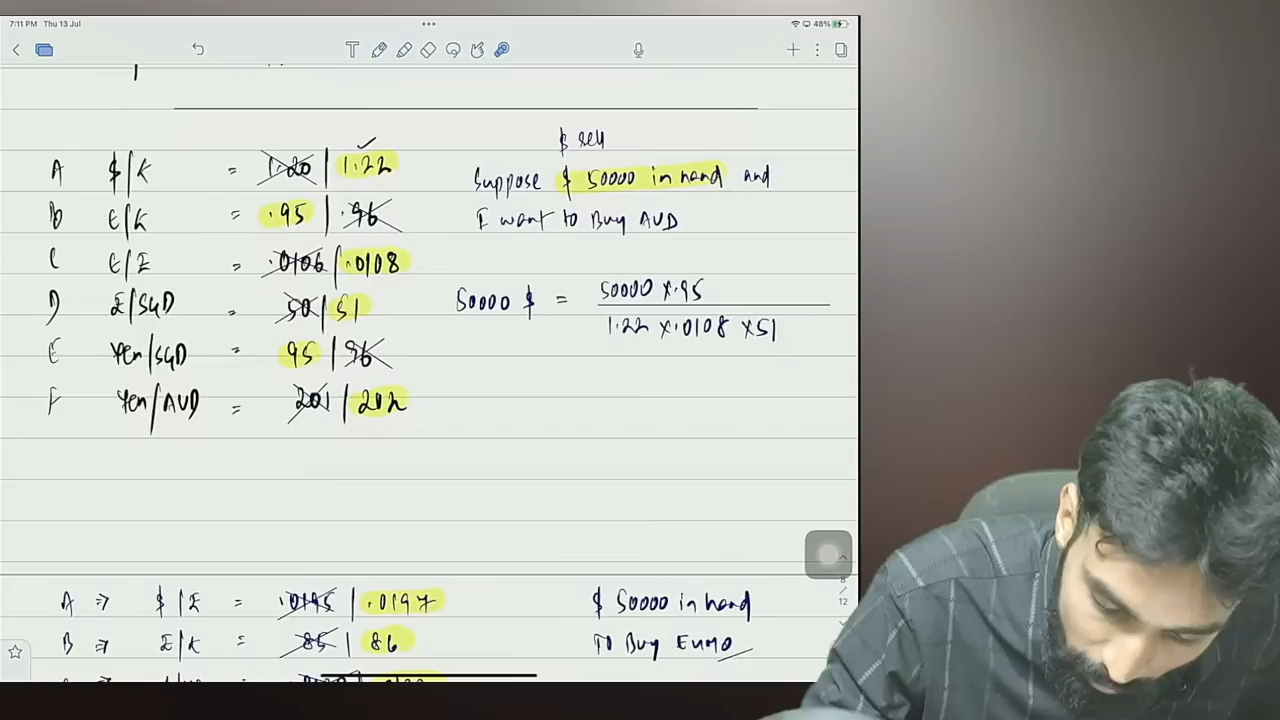 7:11 PM Thu 13 Jul
48%
$ sell
A $/K = 1.20 | 1.22
Suppose $ 50000 in hand and
B €/K = .95 | .96
I want to Buy AUD
C €/£ = .0106 | .0108
D £/SGD = 50 | 51
50000 $ = 50000 × .95
1.22 × .0108 × 51
E Yen/SGD = 95 | 96
F Yen/AUD = 201 | 202
8
/
12
A ⇒ $ | £ = .0195 | .0197
$ 50000 in hand
B ⇒ £/K = 85 | 86
To Buy EURO